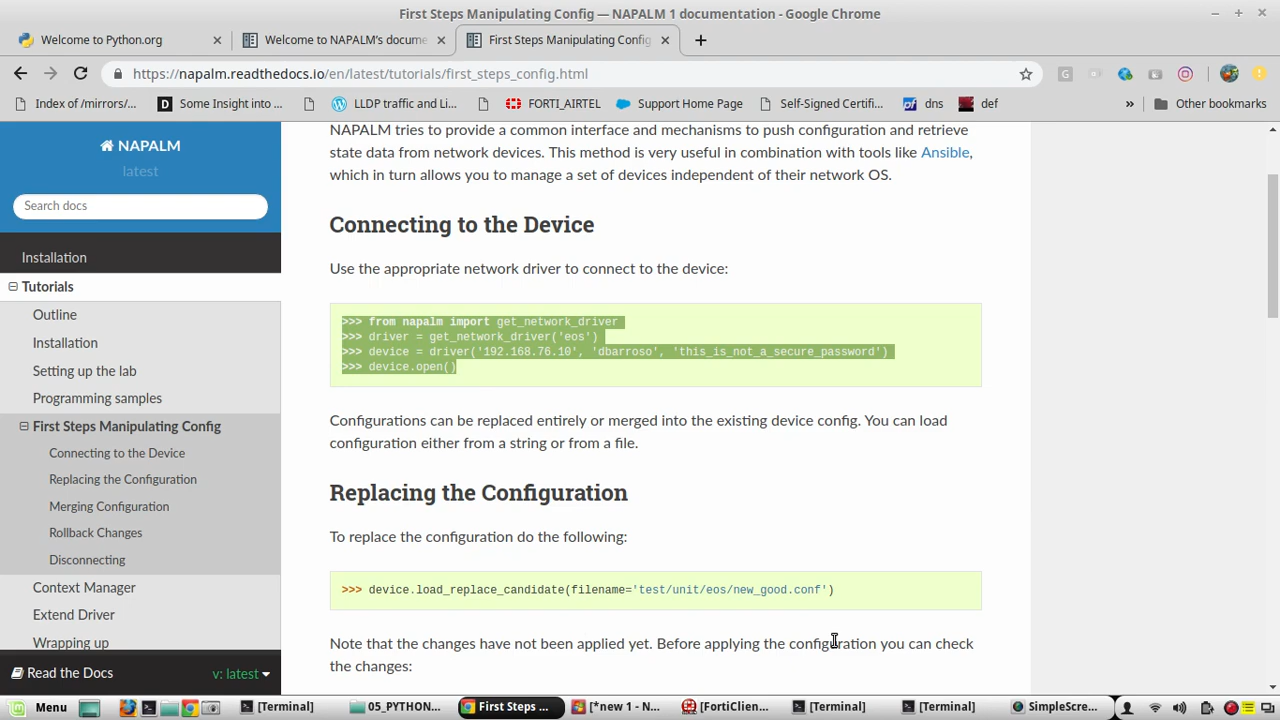 First Steps Manipulating Config — NAPALM 1 documentation - Google Chrome
Welcome to Python.org
Welcome to NAPALM's docume
First Steps Manipulating Config
https://napalm.readthedocs.io/en/latest/tutorials/first_steps_config.html
Index of /mirrors/...
Some Insight into ...
LLDP traffic and Li...
FORTI_AIRTEL
Support Home Page
Self-Signed Certifi...
dns
def
»
Other bookmarks
NAPALM
latest
Search docs
Installation
Tutorials
Outline
Installation
Setting up the lab
Programming samples
First Steps Manipulating Config
Connecting to the Device
Replacing the Configuration
Merging Configuration
Rollback Changes
Disconnecting
Context Manager
Extend Driver
Wrapping up
Read the Docs
v: latest
NAPALM tries to provide a common interface and mechanisms to push configuration and retrieve
state data from network devices. This method is very useful in combination with tools like Ansible,
which in turn allows you to manage a set of devices independent of their network OS.
Connecting to the Device
Use the appropriate network driver to connect to the device:
>>> from napalm import get_network_driver
>>> driver = get_network_driver('eos')
>>> device = driver('192.168.76.10', 'dbarroso', 'this_is_not_a_secure_password')
>>> device.open()
Configurations can be replaced entirely or merged into the existing device config. You can load
configuration either from a string or from a file.
Replacing the Configuration
To replace the configuration do the following:
>>> device.load_replace_candidate(filename='test/unit/eos/new_good.conf')
Note that the changes have not been applied yet. Before applying the configuration you can check
the changes:
Menu
[Terminal]
05_PYTHON...
First Steps ...
[*new 1 - N...
[FortiClien...
[Terminal]
[Terminal]
SimpleScre...